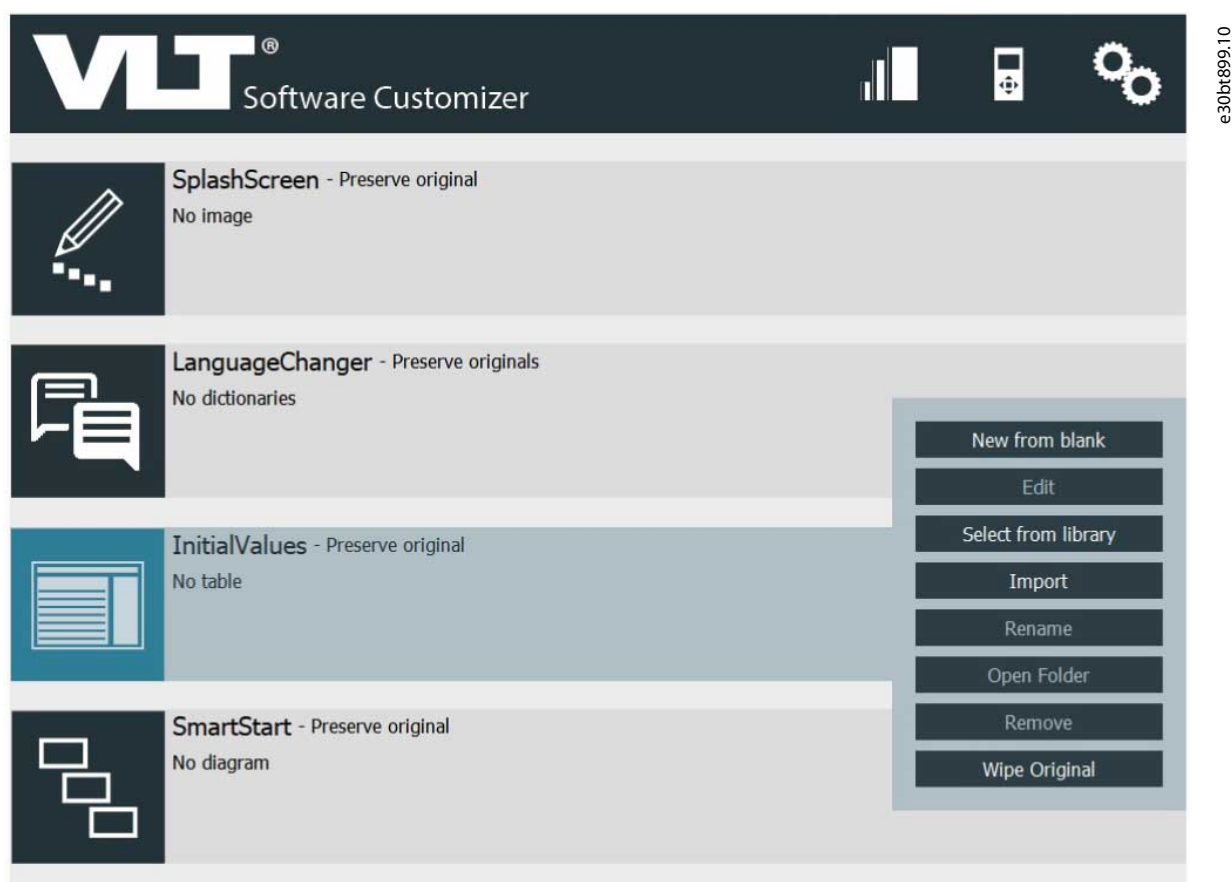 VLT®
Software Customizer
e30bt899.10
SplashScreen - Preserve original
No image
LanguageChanger - Preserve originals
No dictionaries
InitialValues - Preserve original
No table
New from blank
Edit
Select from library
Import
Rename
Open Folder
Remove
Wipe Original
SmartStart - Preserve original
No diagram